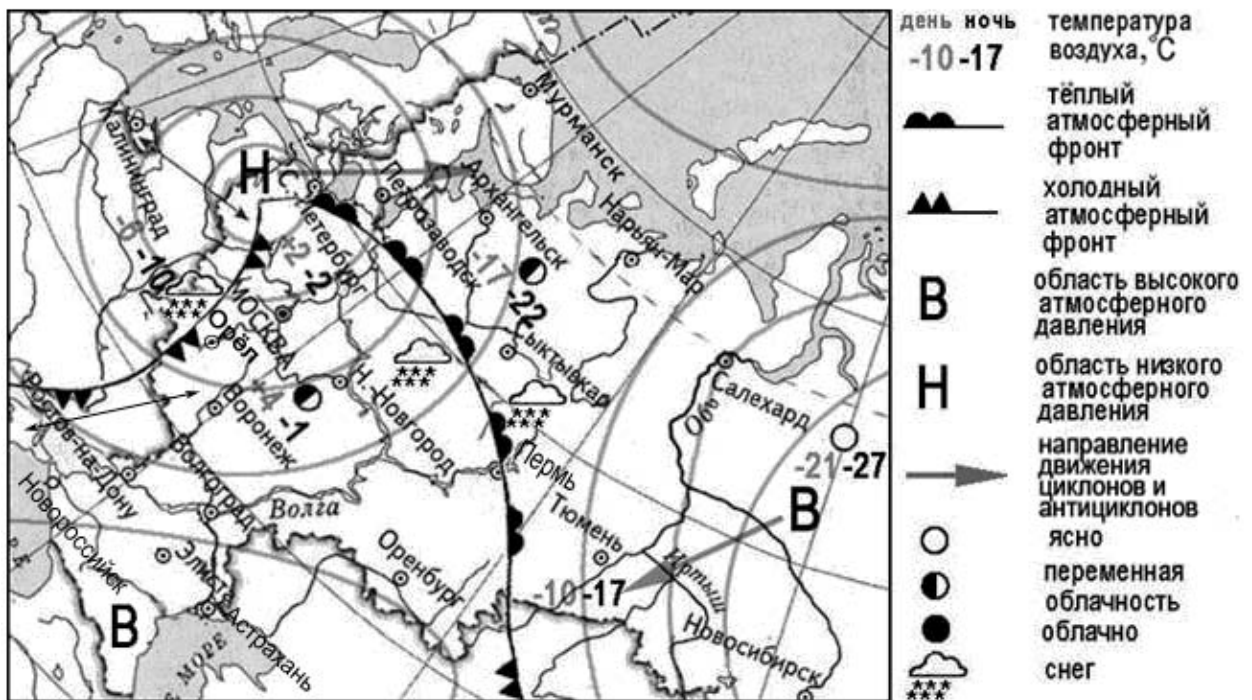 Мурманск
Калининград
Н
С. Петербург
Петрозаводск
Архангельск
Нарьян-Мар
-6 -10
+2 -2
-17 -22
МОСКВА
Орёл
Сыктывкар
Салехард
Обь
+4 -1
Воронеж
Н.-Новгород
-21 -27
Ростов-на-Дону
Волгоград
Пермь
В
Новороссийск
Волга
Тюмень
Оренбург
Иртыш
Элиста
-10 -17
В
Астрахань
Новосибирск
МОРЕ
день ночь температура
-10 -17 воздуха, °С
тёплый
атмосферный
фронт
холодный
атмосферный
фронт
В
область высокого
атмосферного
давления
Н
область низкого
атмосферного
давления
направление
движения
циклонов и
антициклонов
ясно
переменная
облачность
облачно
снег